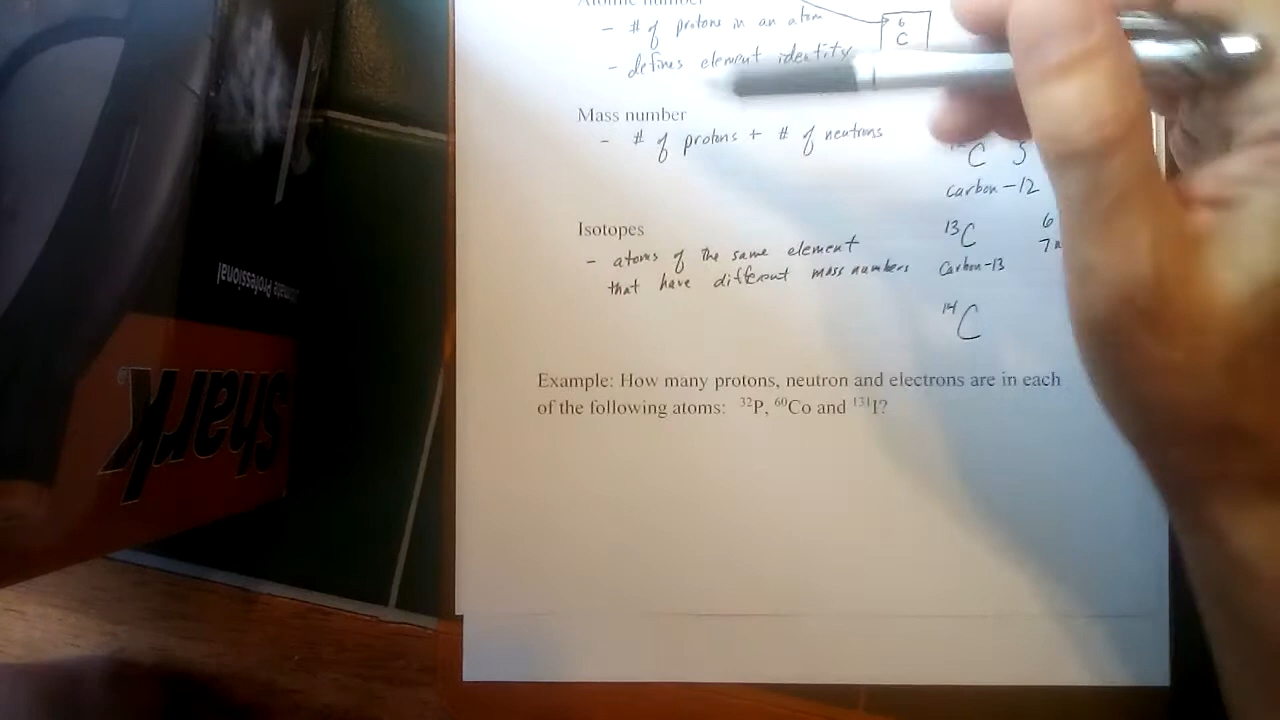 Atomic number
- # of protons in an atom
6
C
- defines element identity
Mass number
- # of protons + # of neutrons
C
carbon-12
Isotopes
- atoms of the same element
that have different mass numbers
13C
6
7
Carbon-13
14C
Example: How many protons, neutron and electrons are in each
of the following atoms: 32P, 60Co and 131I?
Shark
Professional